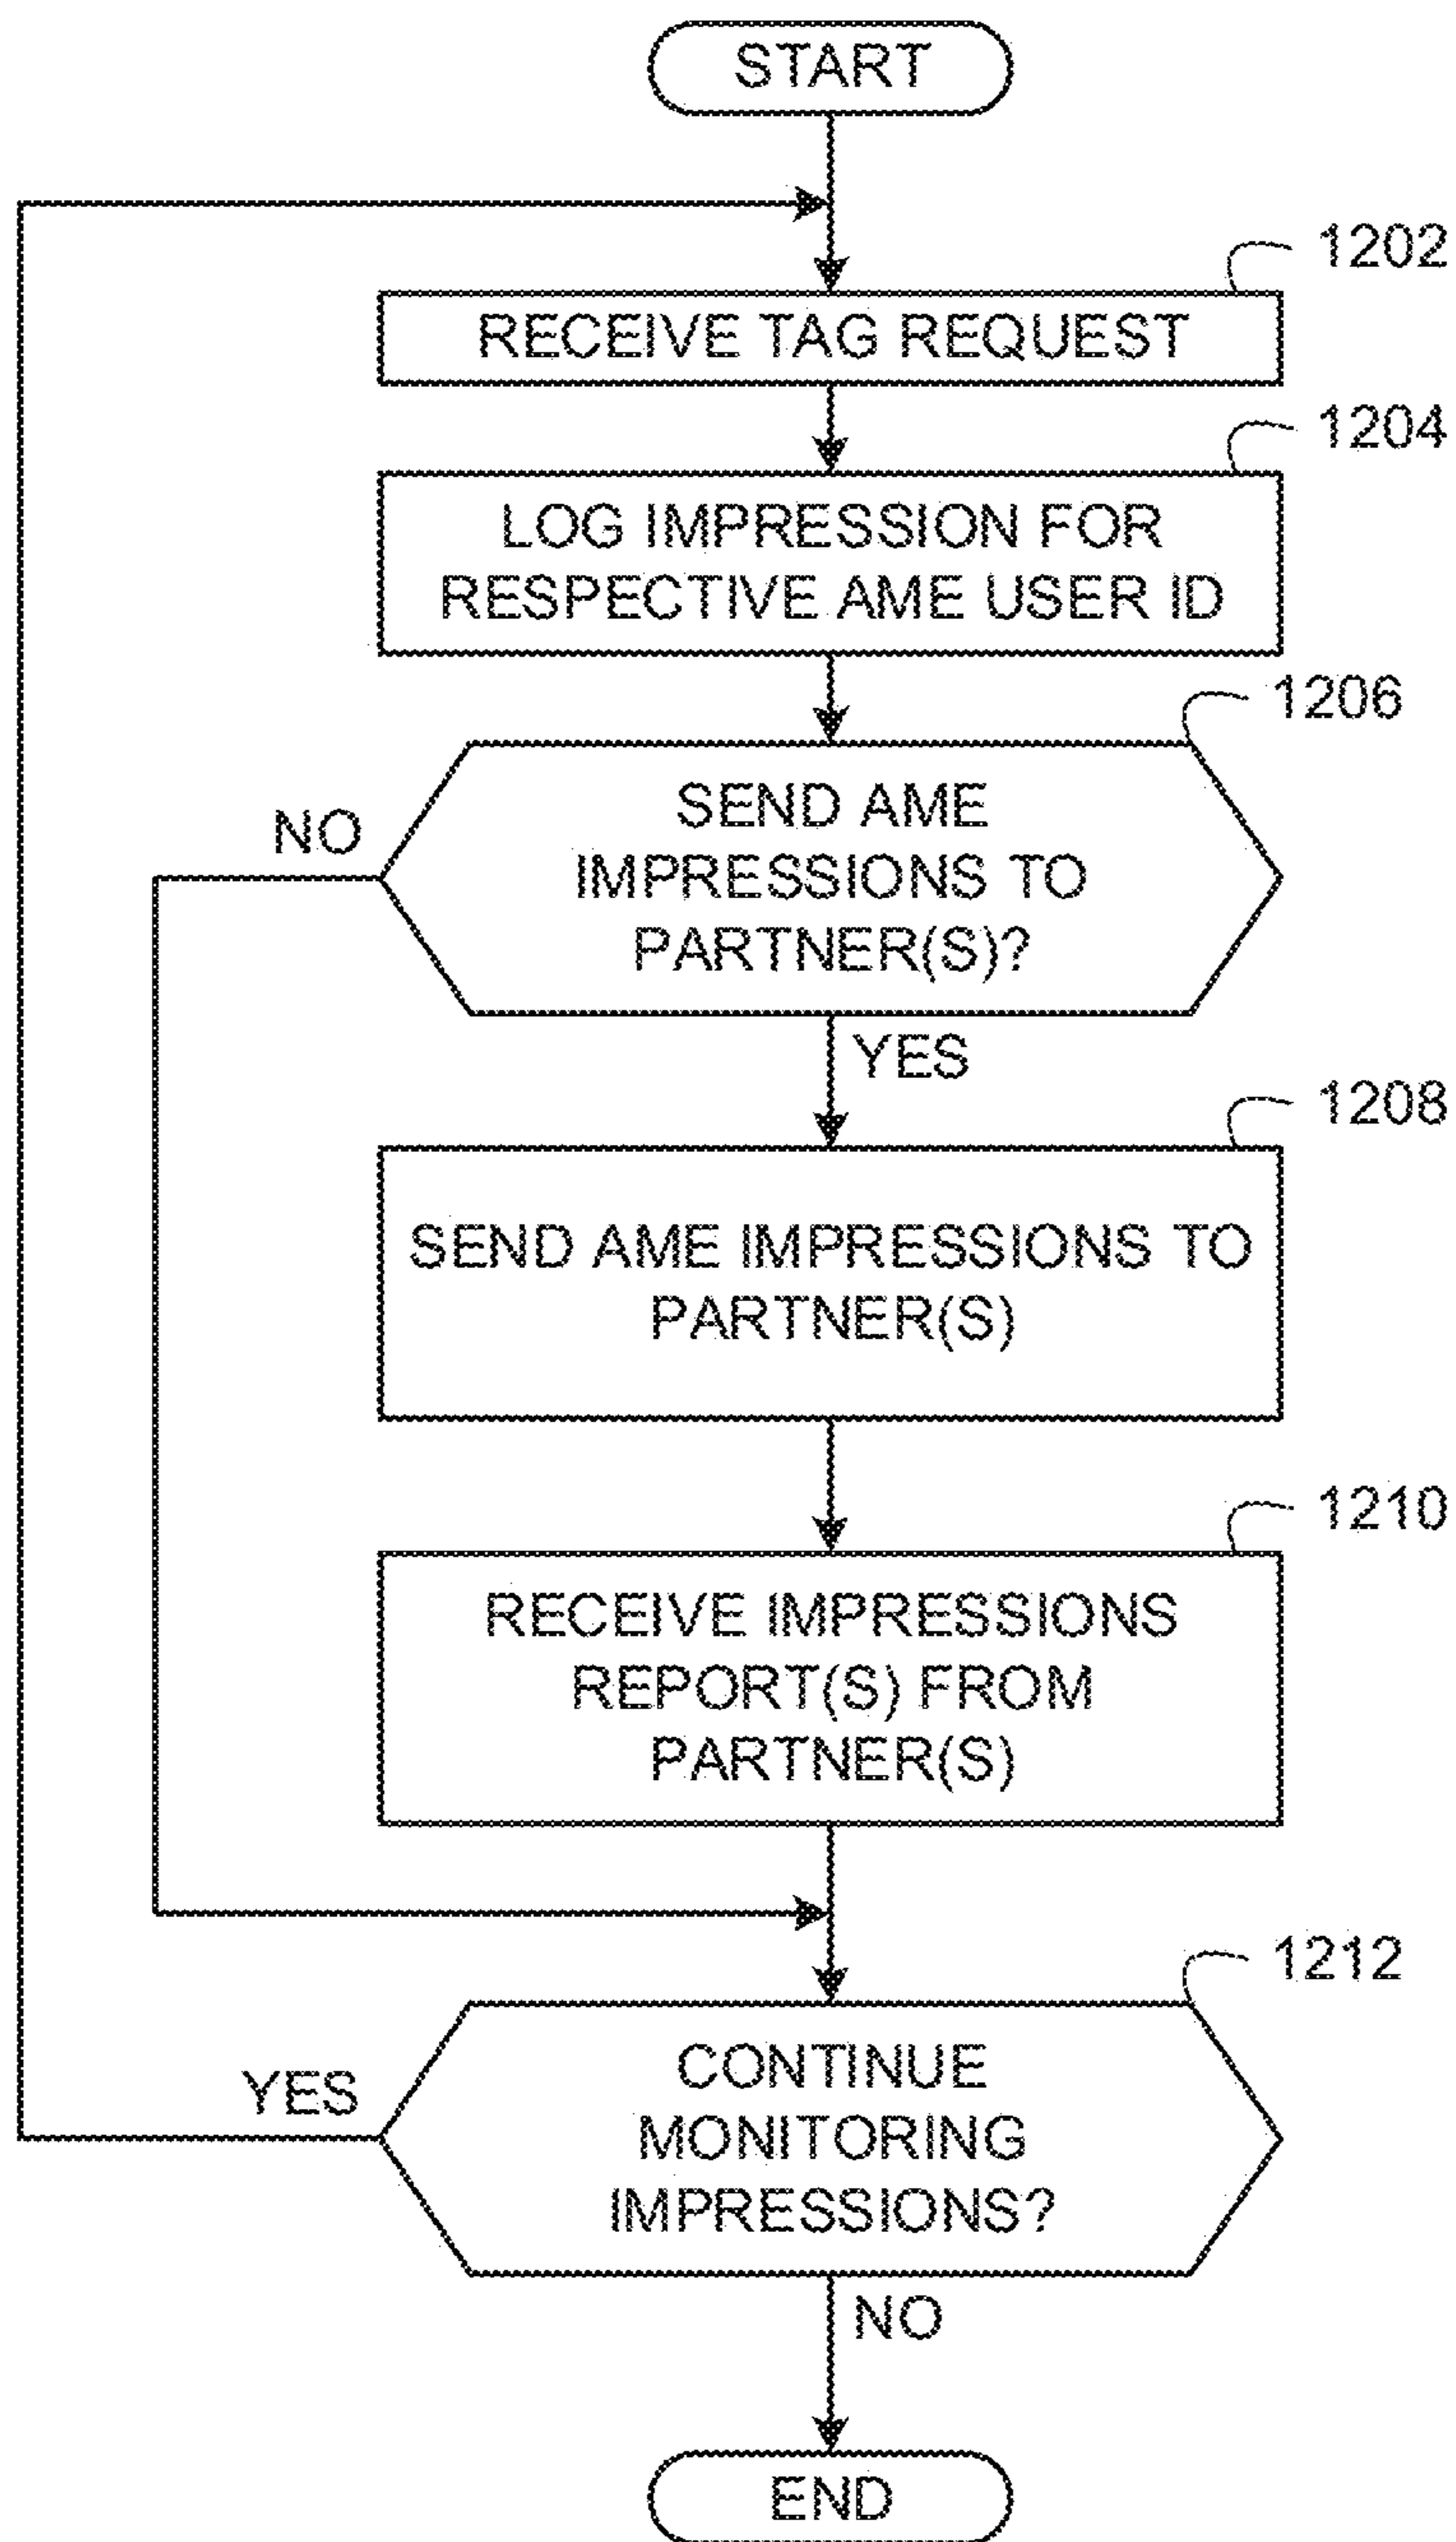 START
1202
RECEIVE TAG REQUEST
1204
LOG IMPRESSION FOR
RESPECTIVE AME USER ID
1206
SEND AME
IMPRESSIONS TO
PARTNER(S)?
NO
YES
1208
SEND AME IMPRESSIONS TO
PARTNER(S)
1210
RECEIVE IMPRESSIONS
REPORT(S) FROM
PARTNER(S)
1212
CONTINUE
MONITORING
IMPRESSIONS?
YES
NO
END